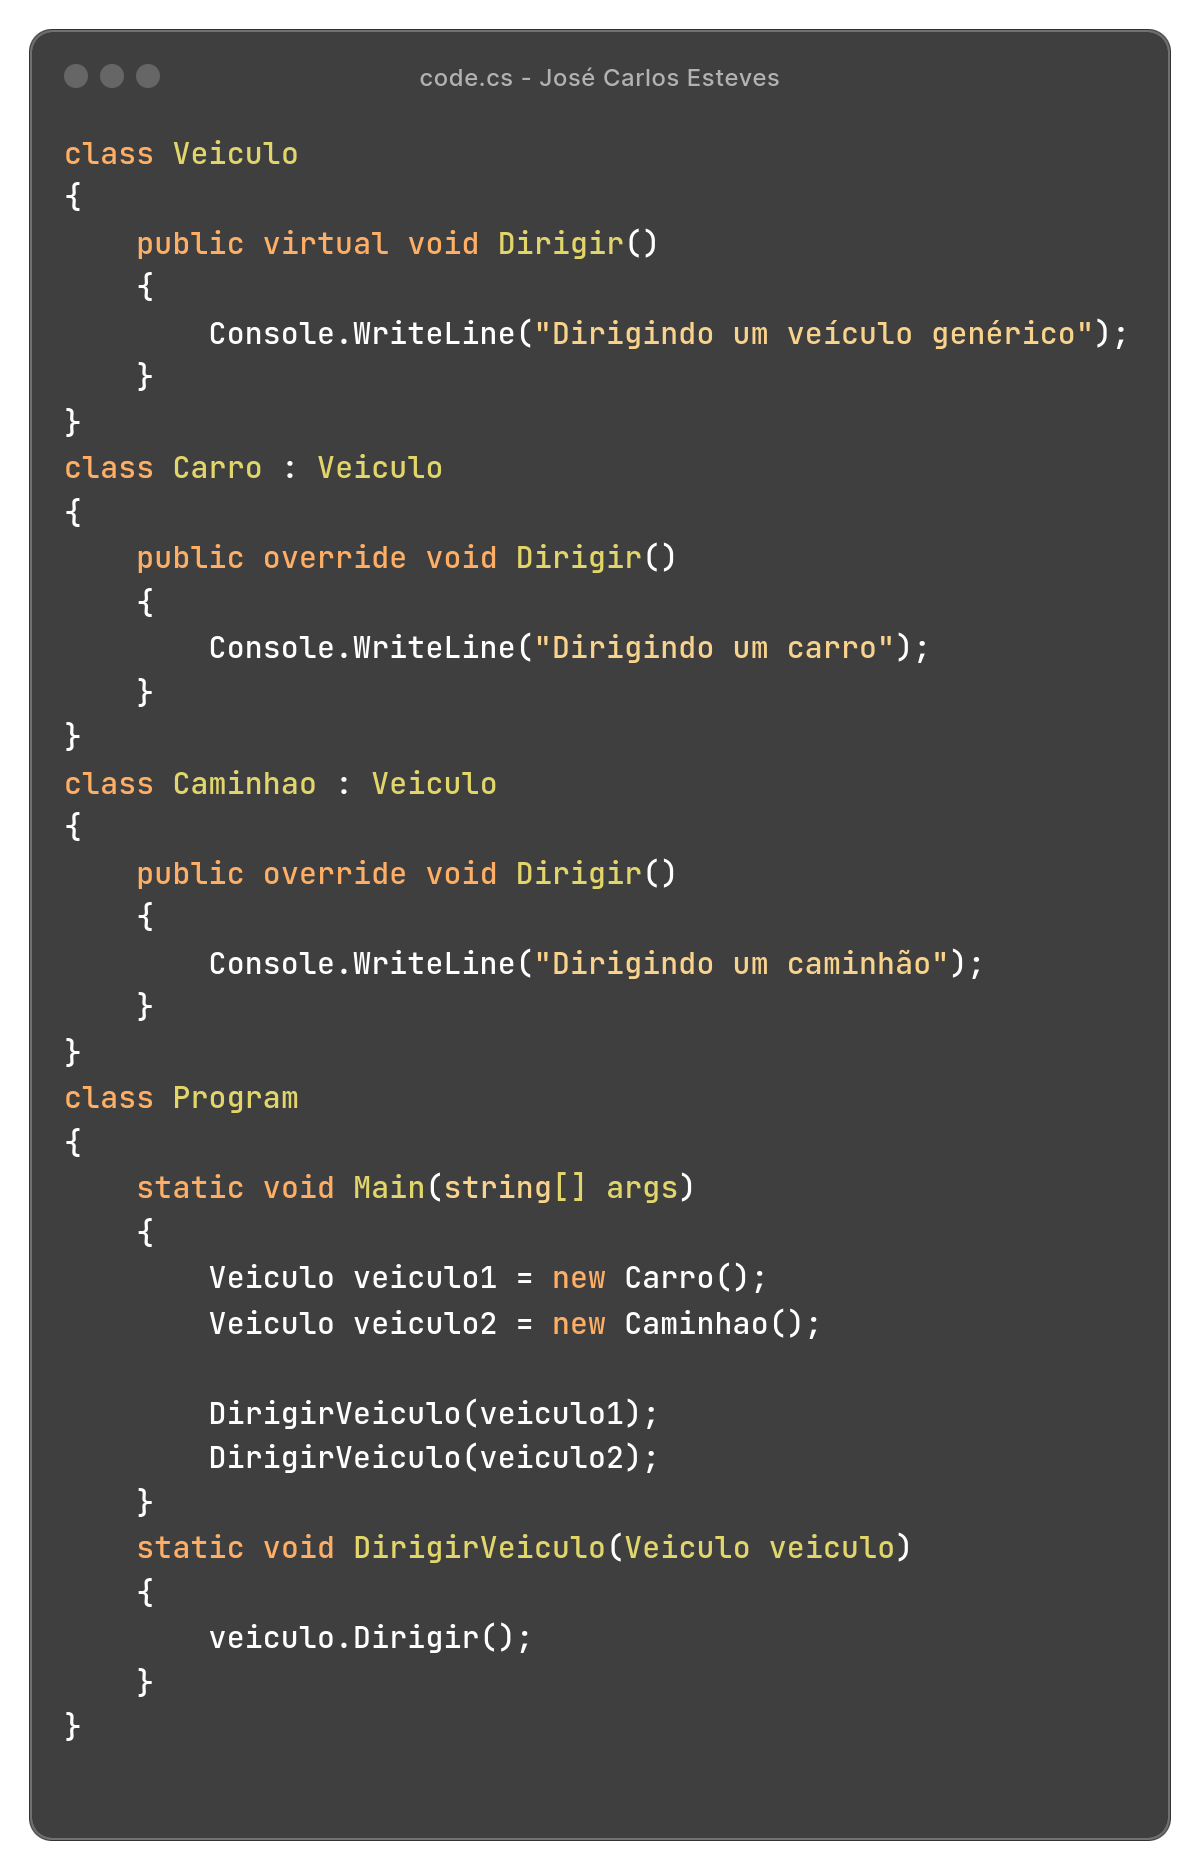 code.cs - José Carlos Esteves
class Veiculo
{
    public virtual void Dirigir()
    {
        Console.WriteLine("Dirigindo um veículo genérico");
    }
}
class Carro : Veiculo
{
    public override void Dirigir()
    {
        Console.WriteLine("Dirigindo um carro");
    }
}
class Caminhao : Veiculo
{
    public override void Dirigir()
    {
        Console.WriteLine("Dirigindo um caminhão");
    }
}
class Program
{
    static void Main(string[] args)
    {
        Veiculo veiculo1 = new Carro();
        Veiculo veiculo2 = new Caminhao();

        DirigirVeiculo(veiculo1);
        DirigirVeiculo(veiculo2);
    }
    static void DirigirVeiculo(Veiculo veiculo)
    {
        veiculo.Dirigir();
    }
}